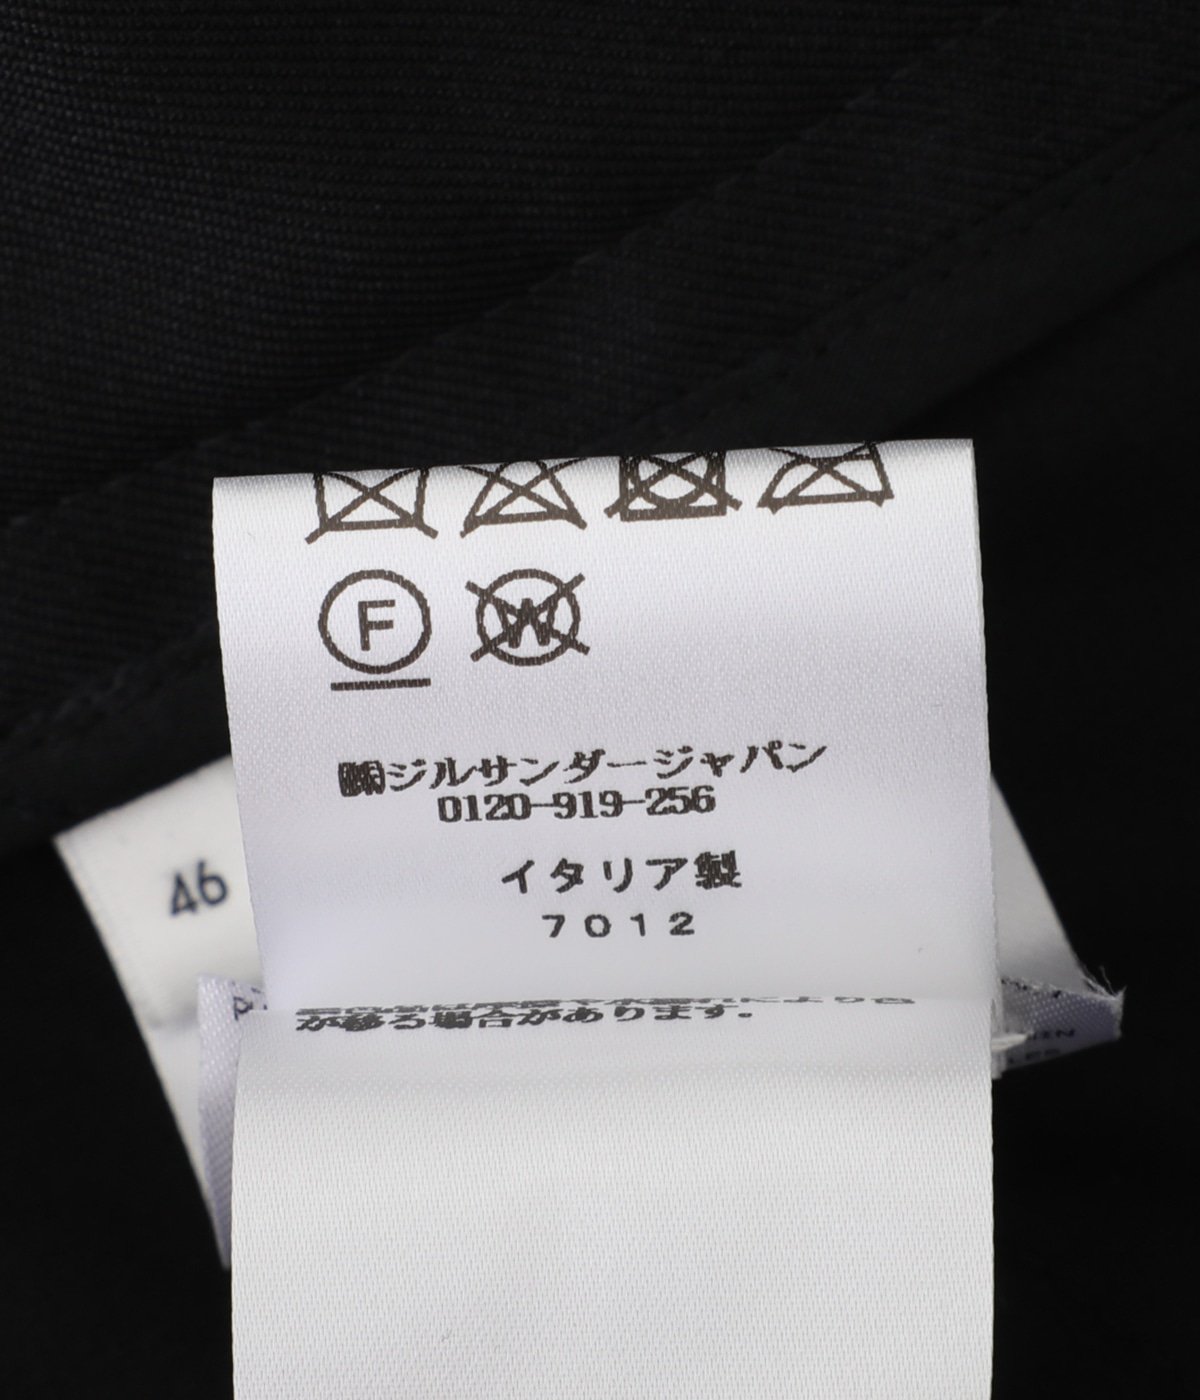 F
W
㈱ジルサンダージャパン
0120-919-256
イタリア製
7012
46
が移る場合があります。